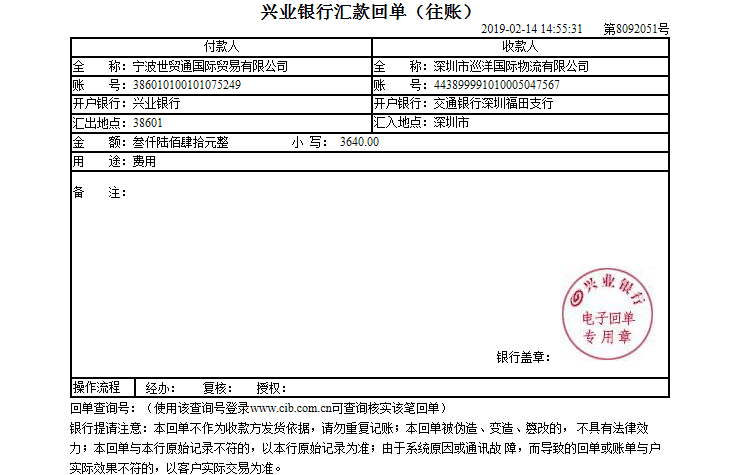 兴业银行汇款回单（往账）
2019-02-14 14:55:31 第8092051号
付款人 收款人
全 称：宁波世贸通国际贸易有限公司 全 称：深圳市巡洋国际物流有限公司
账 号：386010100101075249 账 号：443899991010005047567
开户银行：兴业银行 开户银行：交通银行深圳福田支行
汇出地点：38601 汇入地点：深圳市
金 额：叁仟陆佰肆拾元整 小 写： 3640.00
用 途：费用
备 注：
兴业银行
电子回单
专用章
银行盖章：
操作流程 经办： 复核： 授权：
回单查询号：（使用该查询号登录www.cib.com.cn可查询核实该笔回单）
银行提请注意：本回单不作为收款方发货依据，请勿重复记账；本回单被伪造、变造、篡改的，不具有法律效
力；本回单与本行原始记录不符的，以本行原始记录为准；由于系统原因或通讯故 障，而导致的回单或账单与户
实际效果不符的，以客户实际交易为准。